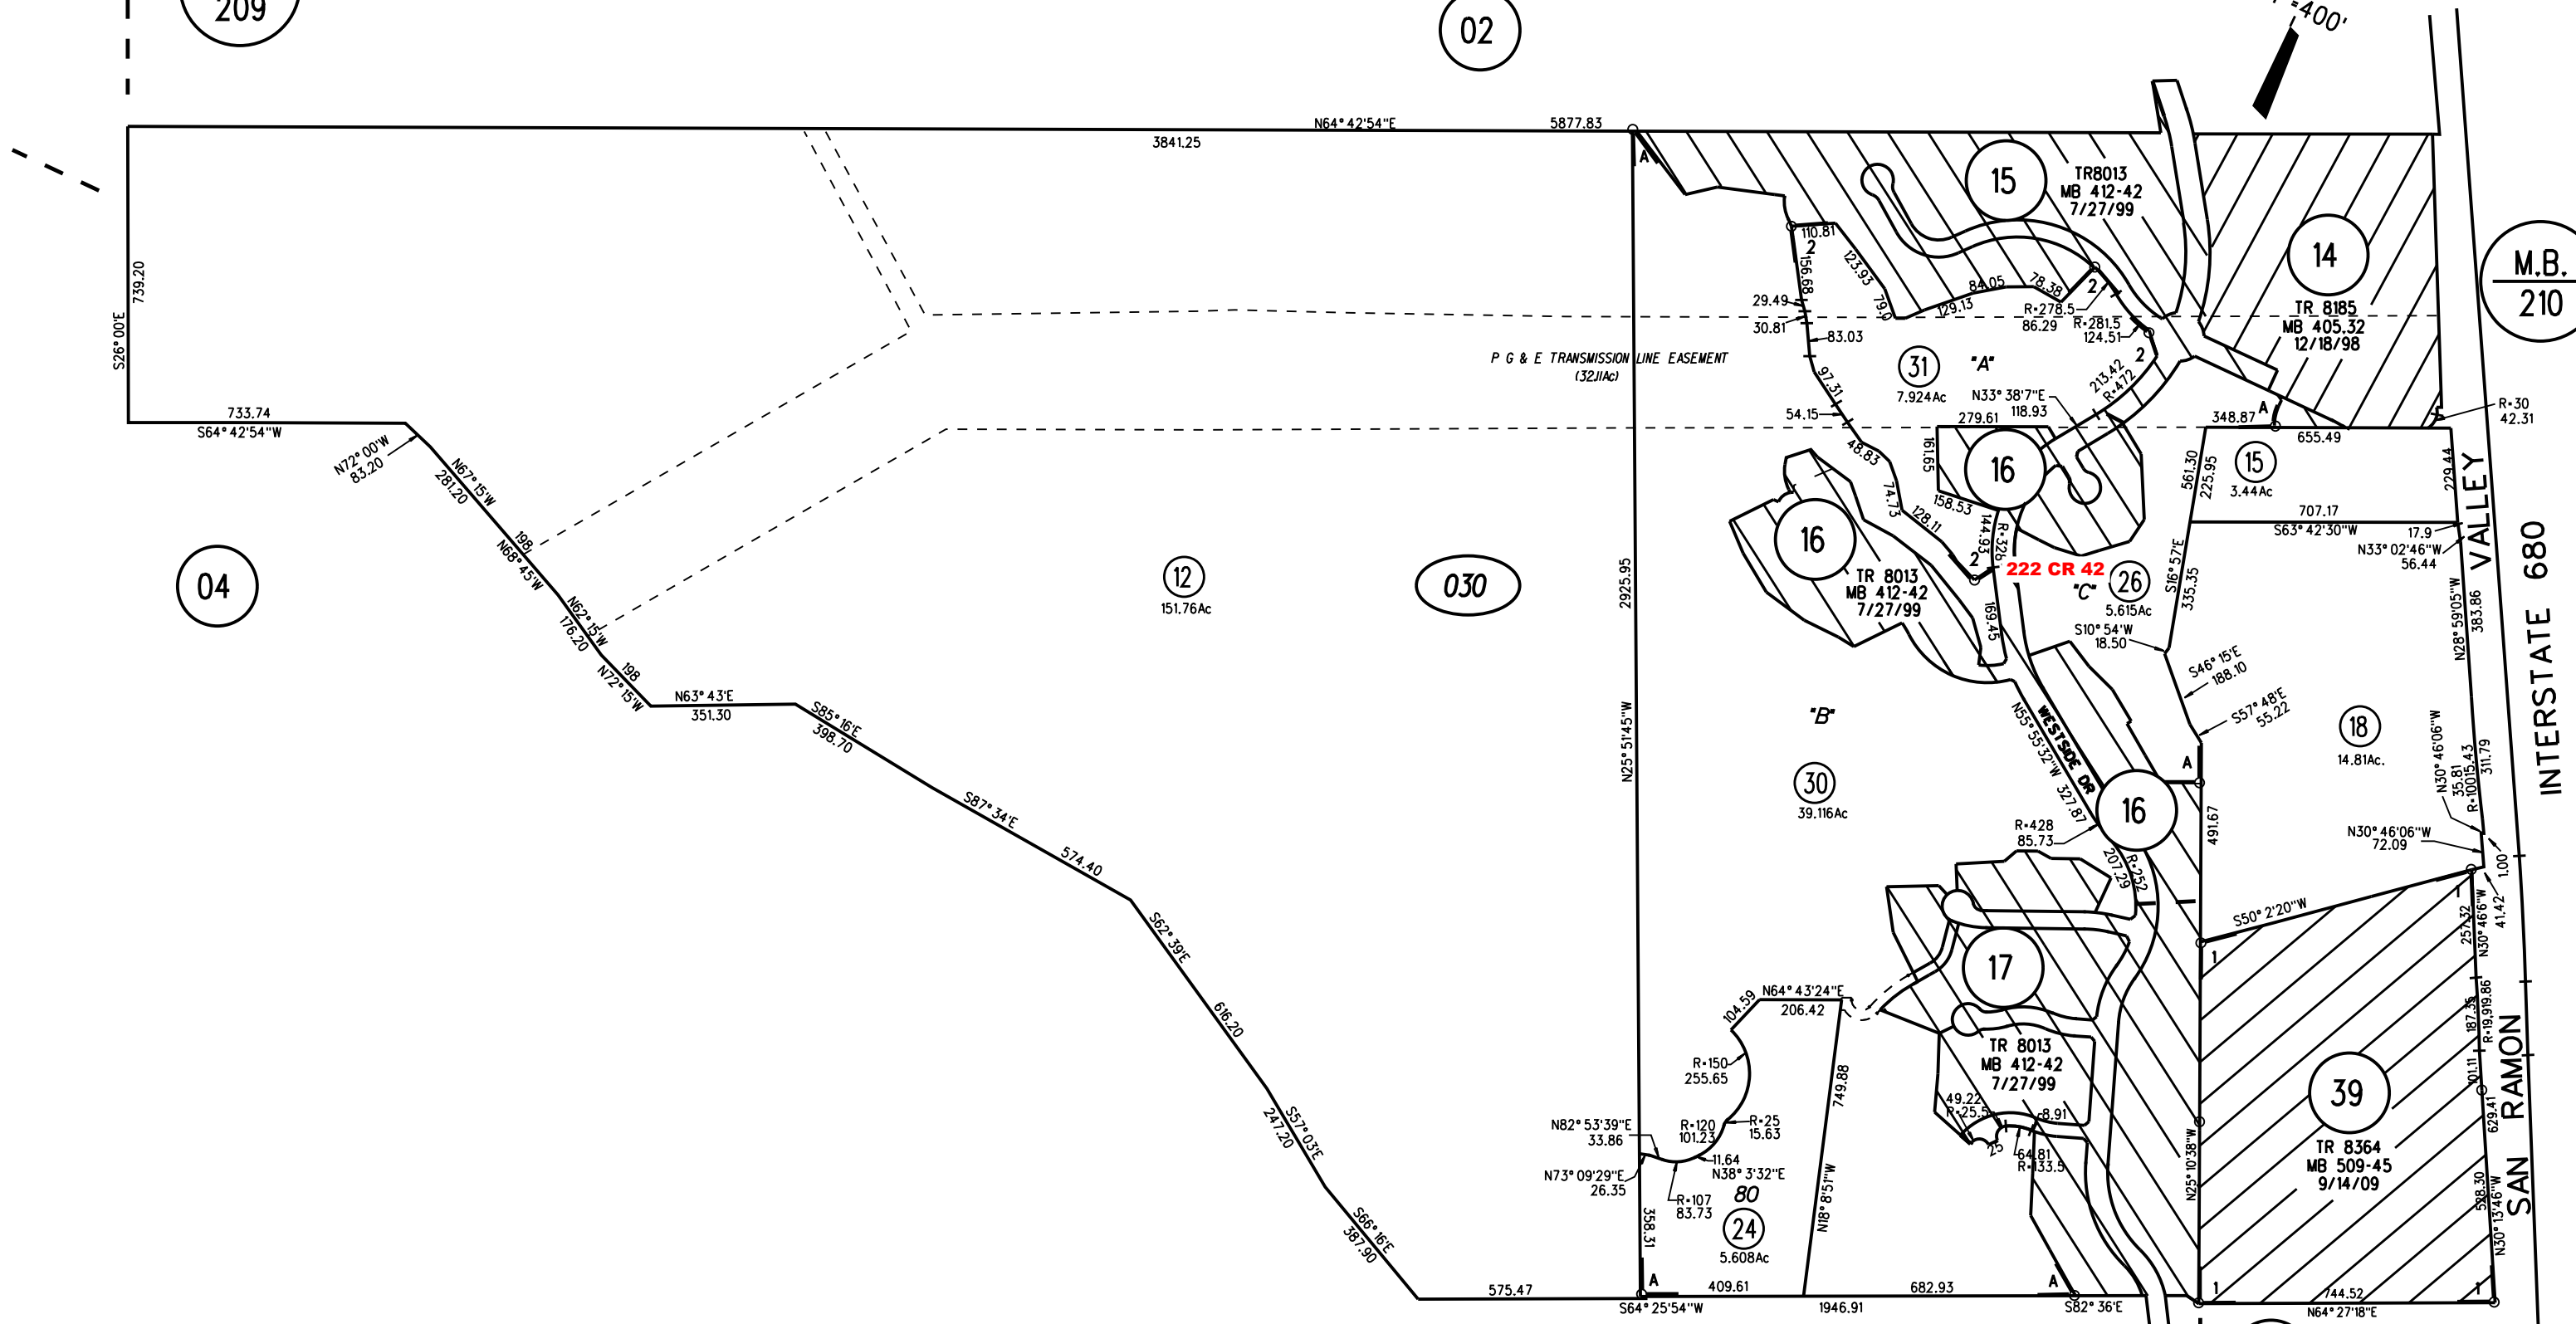 209
02
1"=400'
N64°42'54"E
5877.83
3841.25
A
15
TR8013
MB 412-42
7/27/99
14
TR 8185
MB 405.32
12/18/98
M.B.
210
739.20
S26°00'E
110.81
2
156.68
123.93
79.0
84.05
78.38
129.13
2
R=278.5
86.29
R=281.5
124.51
2
29.49
30.81
83.03
P G & E TRANSMISSION LINE EASEMENT
(32.11Ac)
31
"A"
7.924Ac
97.31
54.15
N33°38'7"E
118.93
279.61
213.42
R=472
A
348.87
655.49
R=30
42.31
733.74
S64°42'54"W
N72°00'W
83.20
N67°15'W
281.20
48.83
161.65
16
158.53
74.73
128.11
144.93
R=326
561.30
225.95
15
3.44Ac
229.44
707.17
S63°42'30"W
17.9
N33°02'46"W
56.44
VALLEY
INTERSTATE 680
198
N68°45'W
16
TR 8013
MB 412-42
7/27/99
2
222 CR 42
"C"
26
5.615Ac
S16°57'E
335.35
04
12
151.76Ac
030
2925.95
N62°15'W
176.20
169.45
S10°54'W
18.50
N28°59'05"W
383.86
198
N72°15'W
N63°43'E
351.30
S85°16'E
398.70
N25°51'45"W
"B"
WESTSIDE DR
N55°55'32"W
327.87
S46°15'E
188.10
S57°48'E
55.22
18
14.81Ac.
N30°46'06"W
35.81
R=10015.43
311.79
30
39.116Ac
A
16
S87°34'E
574.40
R=428
85.73
207.29
R=252
491.67
N30°46'06"W
72.09
1.00
41.42
S62°39'E
616.20
S50°2'20"W
1
257.32
N30°46'6"W
1
17
N64°43'24"E
206.42
104.59
187.35
R=19,919.86
TR 8013
MB 412-42
7/27/99
R=150
255.65
749.88
101.11
39
TR 8364
MB 509-45
9/14/09
SAN RAMON
S57°03'E
247.20
N82°53'39"E
33.86
R=120
101.23
R=25
15.63
49.22
R=25.5
8.91
25
64.81
R=133.5
629.41
N73°09'29"E
26.35
11.64
N38°3'32"E
R=107
83.73
80
24
5.608Ac
N18°8'51"W
N25°10'38"W
528.30
N30°13'46"W
S66°16'E
387.90
358.31
575.47
A
409.61
682.93
A
1
744.52
1
S64°25'54"W
1946.91
S82°36'E
N64°27'18"E